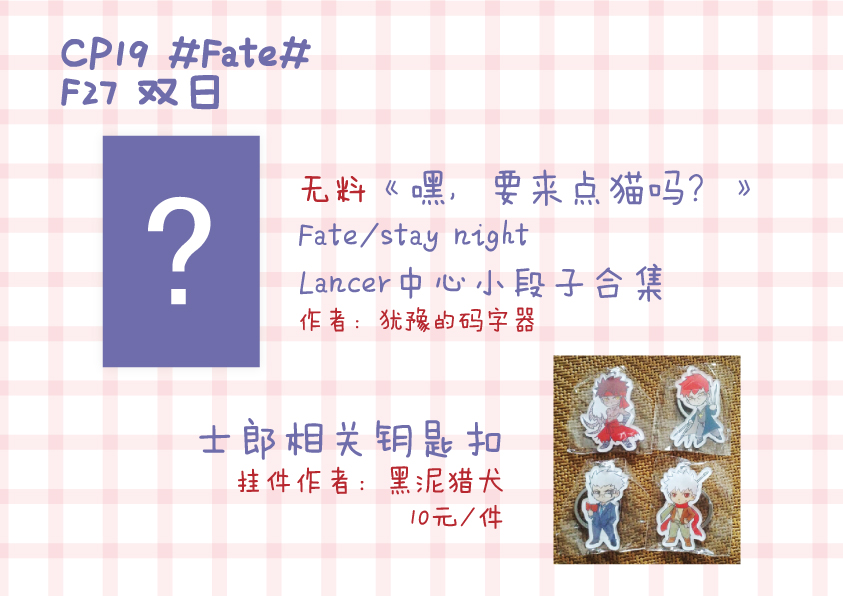 CP19 #Fate#
F27 双日
?
无料《嘿，要来点猫吗？》
Fate/stay night
Lancer中心小段子合集
作者：犹豫的码字器
士郎相关钥匙扣
挂件作者：黑泥猎犬
10元/件